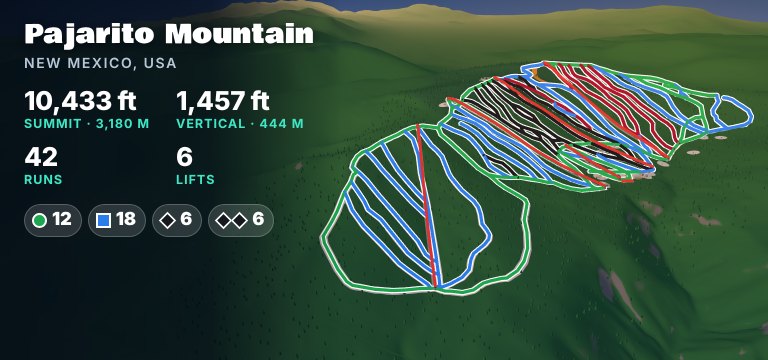 Pajarito Mountain
NEW MEXICO, USA
10,433 ft 1,457 ft
SUMMIT · 3,180 M VERTICAL · 444 M
42 6
RUNS LIFTS
12 18 6 6